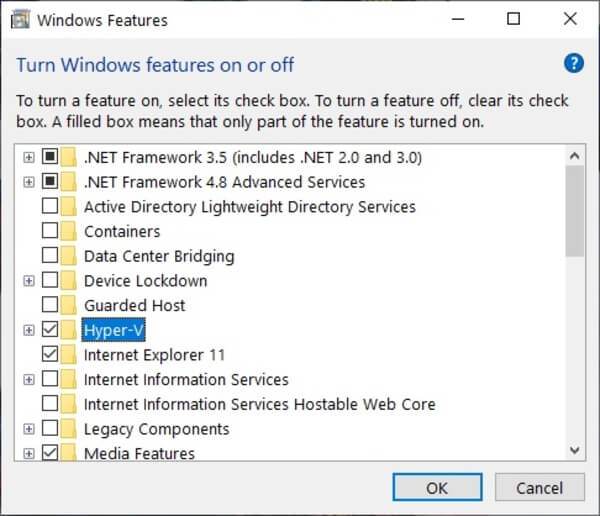 Windows Features
Turn Windows features on or off
?
To turn a feature on, select its check box. To turn a feature off, clear its check
box. A filled box means that only part of the feature is turned on.
.NET Framework 3.5 (includes .NET 2.0 and 3.0)
.NET Framework 4.8 Advanced Services
Active Directory Lightweight Directory Services
Containers
Data Center Bridging
Device Lockdown
Guarded Host
Hyper-V
Internet Explorer 11
Internet Information Services
Internet Information Services Hostable Web Core
Legacy Components
Media Features
OK Cancel